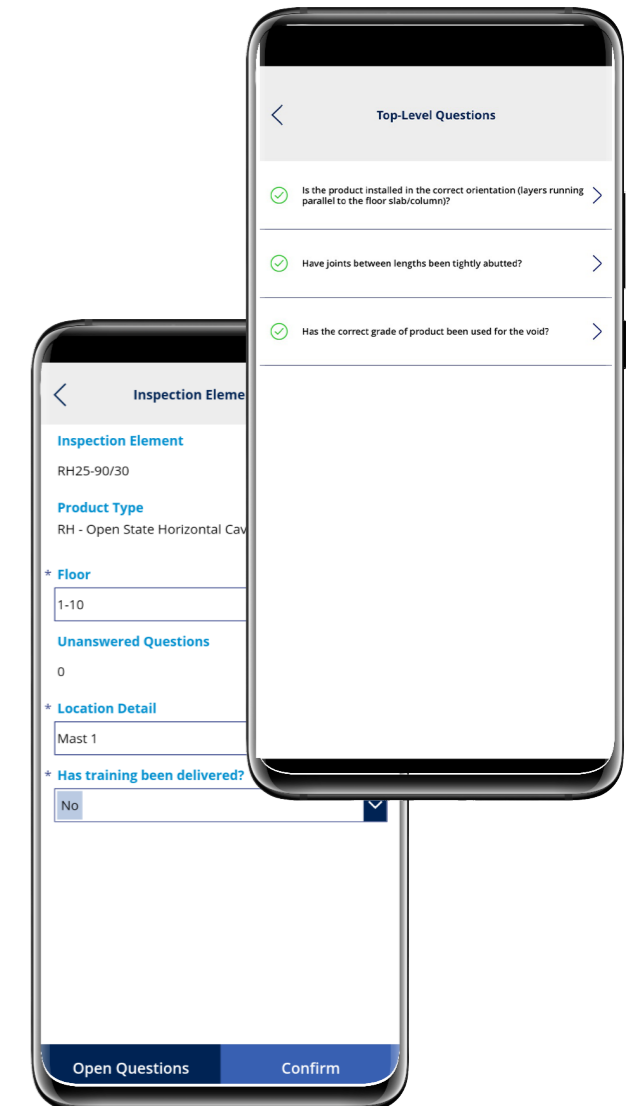 Top-Level Questions
Is the product installed in the correct orientation (layers running
parallel to the floor slab/column)?
Have joints between lengths been tightly abutted?
Has the correct grade of product been used for the void?
Inspection Eleme
Inspection Element
RH25-90/30
Product Type
RH - Open State Horizontal Cav
* Floor
1-10
Unanswered Questions
0
* Location Detail
Mast 1
* Has training been delivered?
No
Open Questions
Confirm